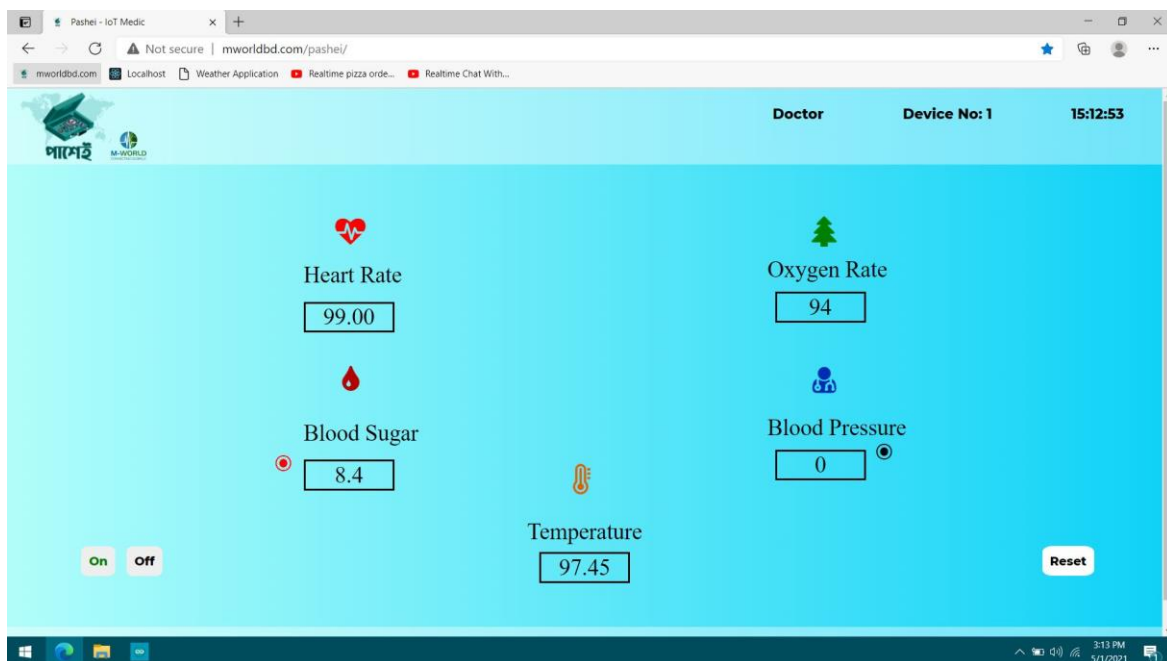 Pashei - IoT Medic
Not secure | mworldbd.com/pashei/
mworldbd.com Localhost Weather Application Realtime pizza orde... Realtime Chat With...
পাশেই M-WORLD
Doctor Device No: 1 15:12:53
Heart Rate
99.00
Oxygen Rate
94
Blood Sugar
8.4
Blood Pressure
0
Temperature
97.45
On Off
Reset
3:13 PM
5/1/2021